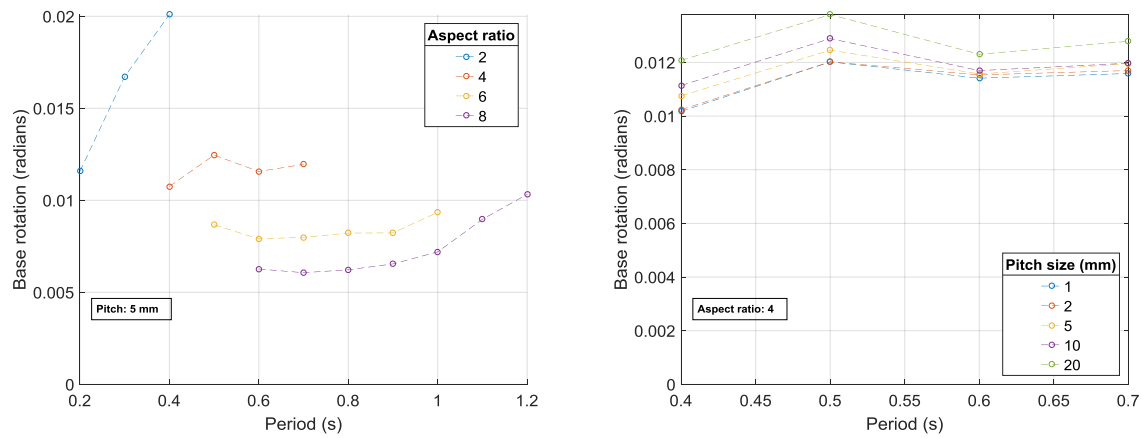 0.02
0.015
0.01
0.005
0
Base rotation (radians)
Aspect ratio
2
4
6
8
Pitch: 5 mm
0.2 0.4 0.6 0.8 1 1.2
Period (s)
0.012
0.01
0.008
0.006
0.004
0.002
0
Base rotation (radians)
Pitch size (mm)
1
2
5
10
20
Aspect ratio: 4
0.4 0.45 0.5 0.55 0.6 0.65 0.7
Period (s)